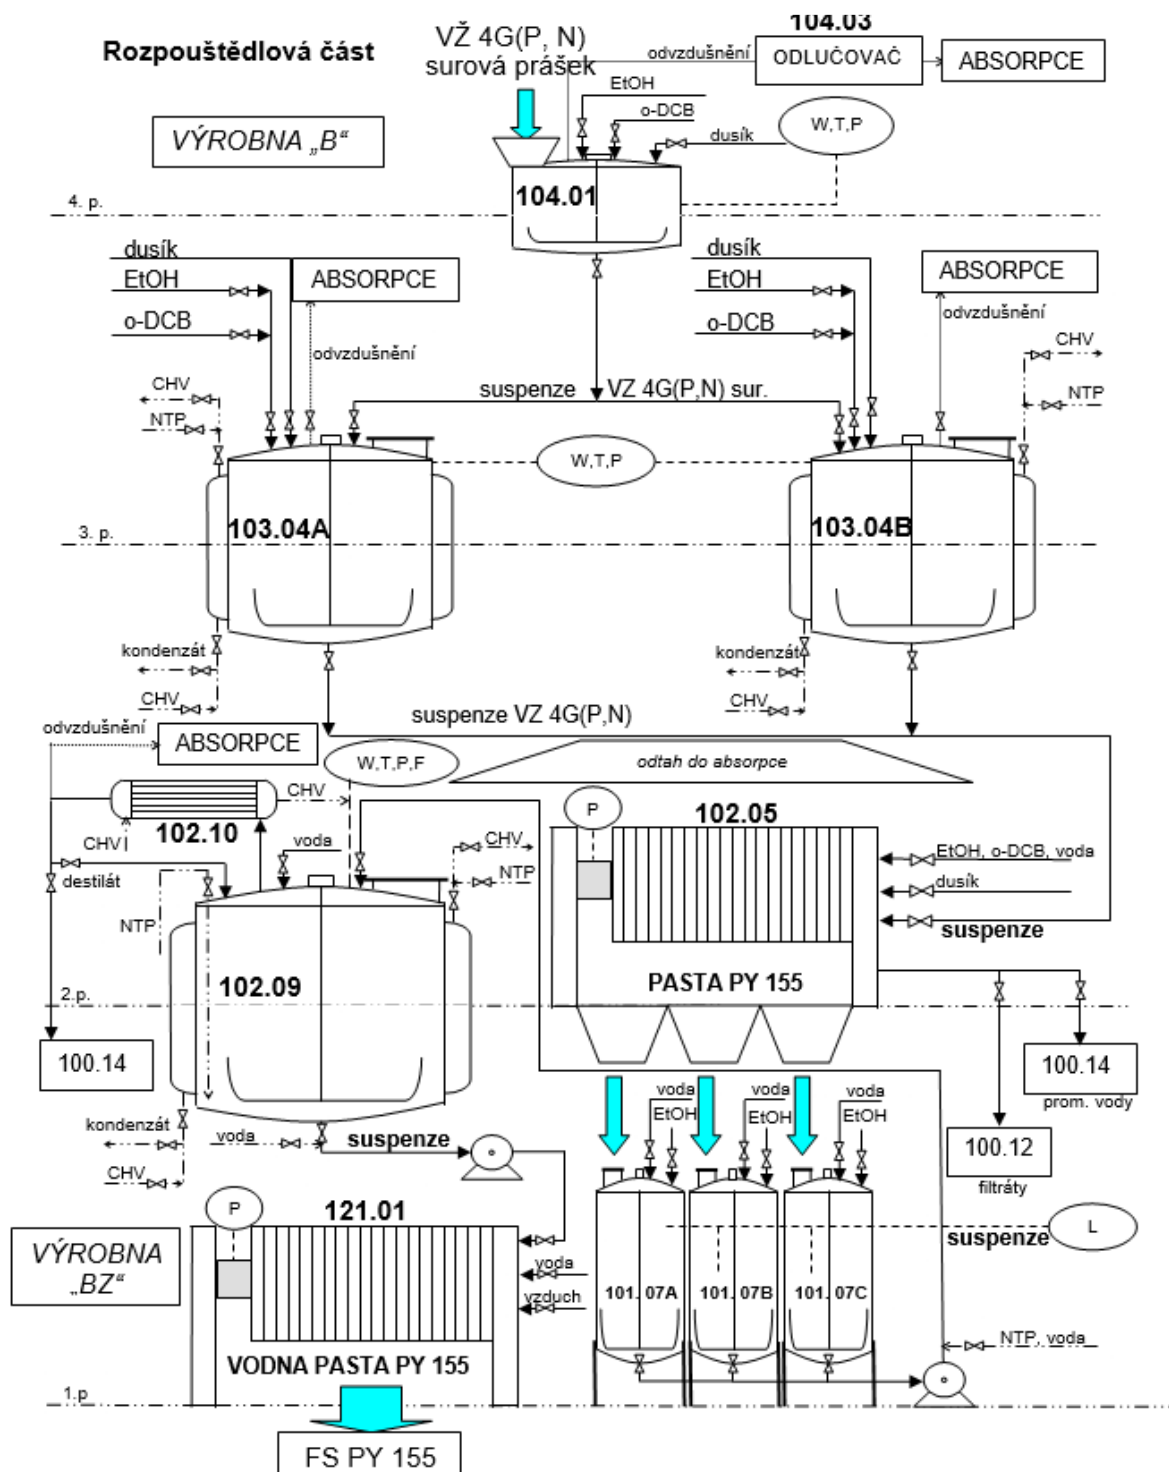 104.03
Rozpouštědlová část
VŽ 4G(P, N)
surová prášek
odvzdušnění
ODLUČOVAČ
ABSORPCE
EtOH
o-DCB
dusík
W,T,P
VÝROBNA „B“
104.01
4. p.
dusík
EtOH
o-DCB
ABSORPCE
odvzdušnění
dusík
EtOH
o-DCB
ABSORPCE
odvzdušnění
CHV
NTP
suspenze VZ 4G(P,N) sur.
CHV
NTP
W,T,P
103.04A
103.04B
3. p.
kondenzát
CHV
kondenzát
CHV
suspenze VZ 4G(P,N)
odvzdušnění
ABSORPCE
W,T,P,F
odtah do absorpce
CHV
102.10
CHV
voda
destilát
NTP
CHV
NTP
P
102.05
EtOH, o-DCB, voda
dusík
suspenze
102.09
PASTA PY 155
2.p.
100.14
100.14
prom. vody
100.12
filtráty
kondenzát
CHV
voda
suspenze
voda
EtOH
voda
EtOH
voda
EtOH
P
121.01
VÝROBNA
„BZ“
voda
vzduch
L
suspenze
101. 07A
101. 07B
101. 07C
NTP, voda
VODNA PASTA PY 155
1.p
FS PY 155